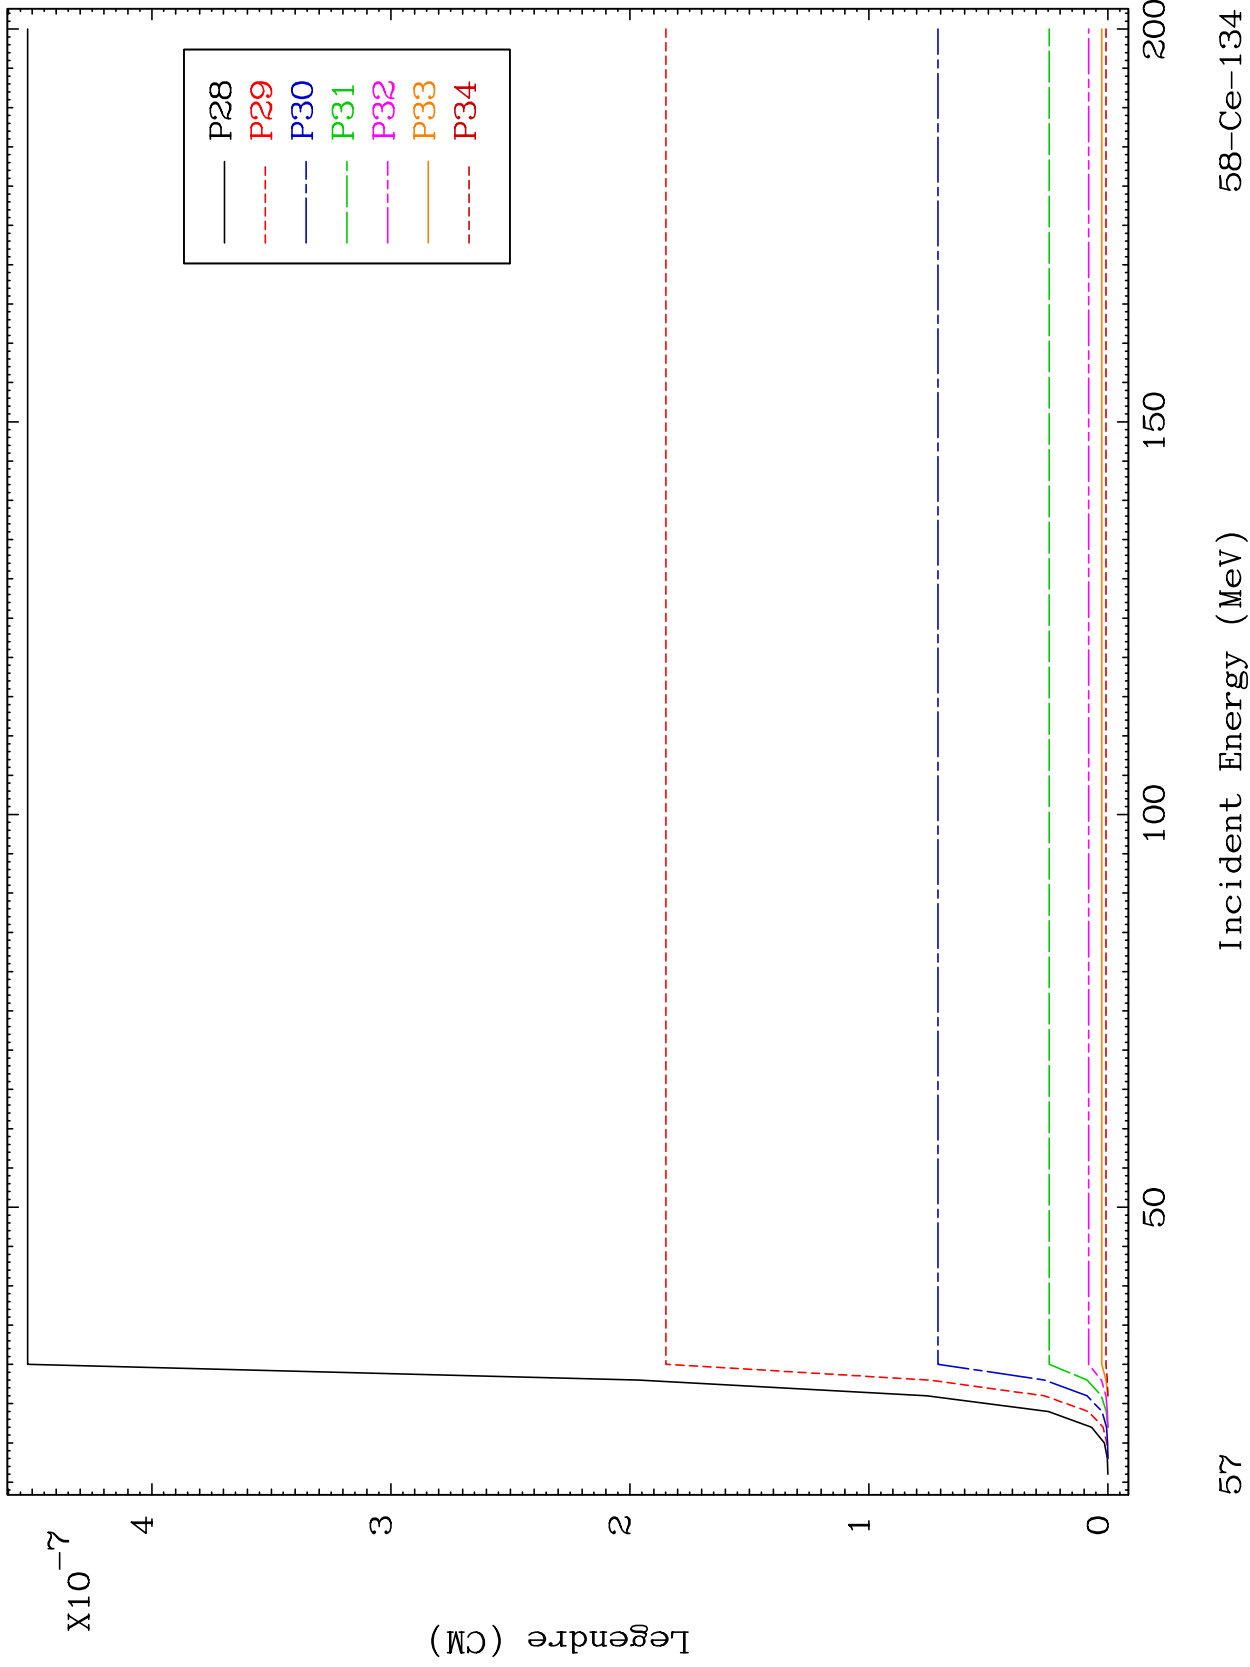 X10-7
4
3
2
1
0
Legendre (CM)
P28
P29
P30
P31
P32
P33
P34
50
100
150
200
Incident Energy (MeV)
57
58-Ce-134